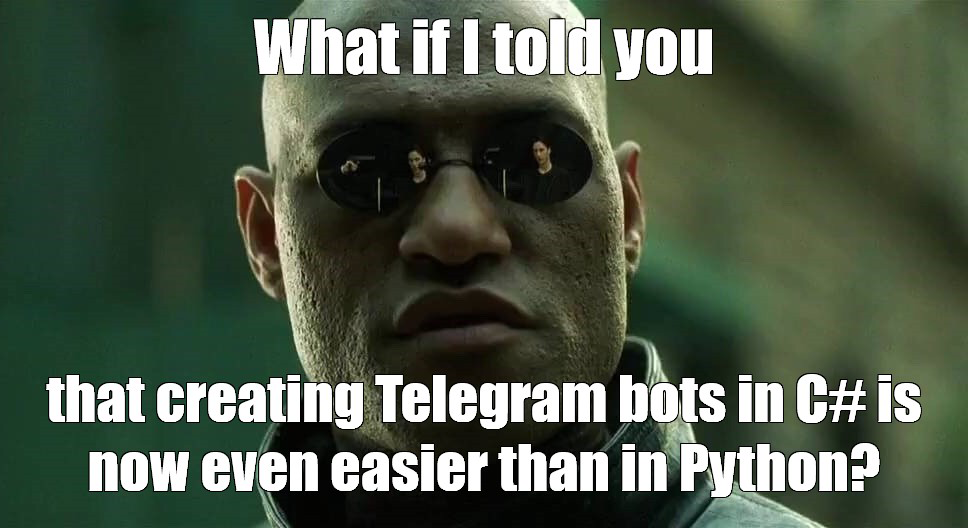 What if I told you
that creating Telegram bots in C# is
now even easier than in Python?